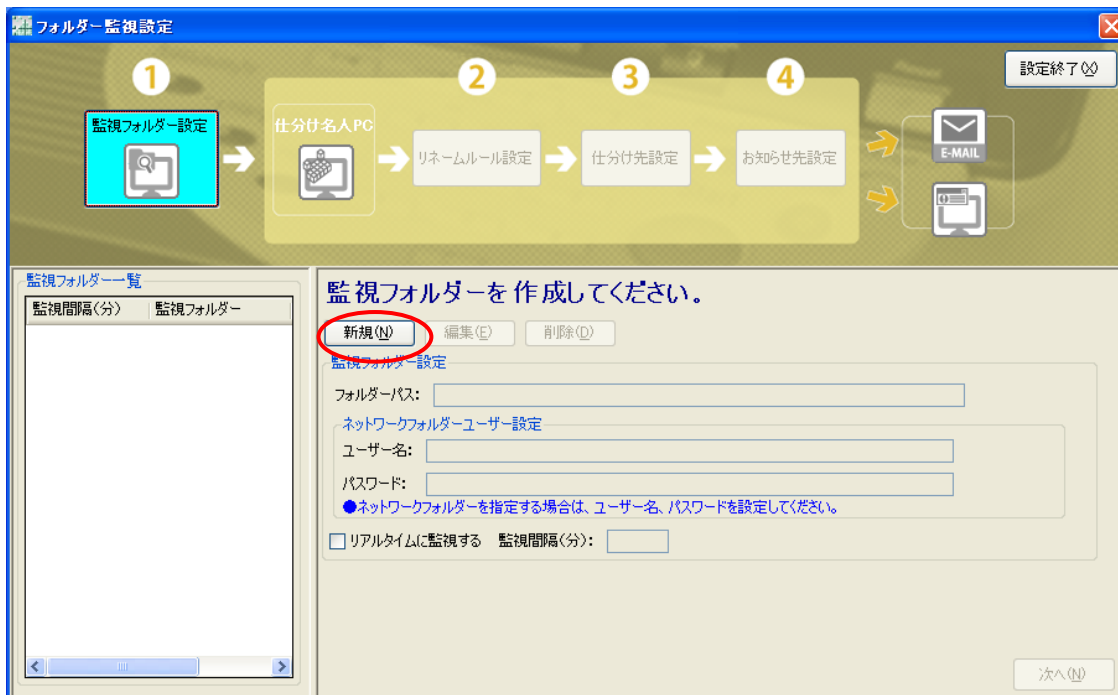 フォルダー監視設定
設定終了(X)
1
2
3
4
監視フォルダー設定
仕分け名人PC
リネームルール設定
仕分け先設定
お知らせ先設定
E-MAIL
監視フォルダー一覧
監視間隔(分) 監視フォルダー
監視フォルダーを作成してください。
新規(N) 編集(E) 削除(D)
監視フォルダー設定
フォルダーパス:
ネットワークフォルダーユーザー設定
ユーザー名:
パスワード:
●ネットワークフォルダーを指定する場合は、ユーザー名、パスワードを設定してください。
リアルタイムに監視する 監視間隔(分):
次へ(N)